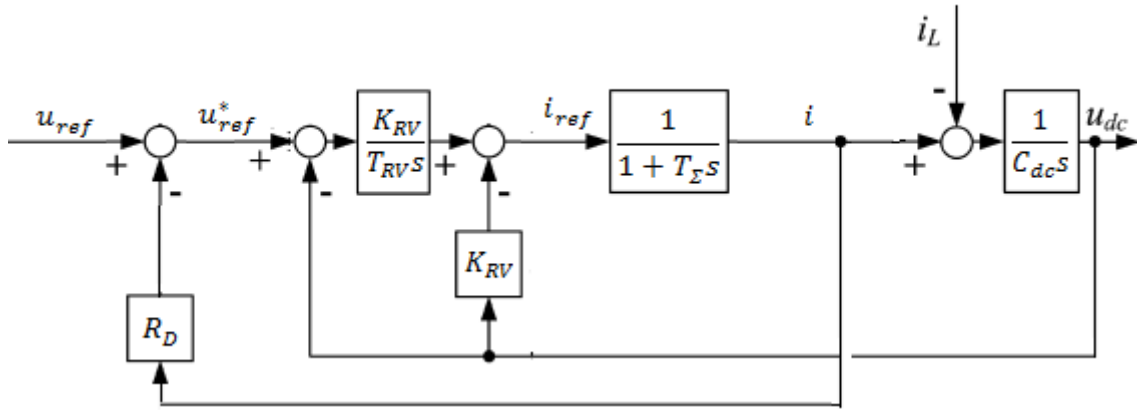 i_L
u_ref
u*_ref
K_RV
T_RV s
i_ref
1
1 + T_Σ s
i
1
C_dc s
u_dc
+
-
+
-
+
-
+
-
K_RV
R_D